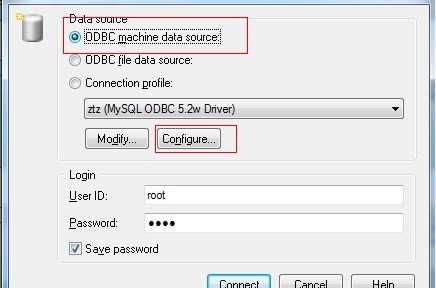 Data source
ODBC machine data source:
ODBC file data source:
Connection profile:
ztz (MySQL ODBC 5.2w Driver)
Modify... Configure...
Login
User ID: root
Password: ●●●●
Save password
Connect Cancel Help